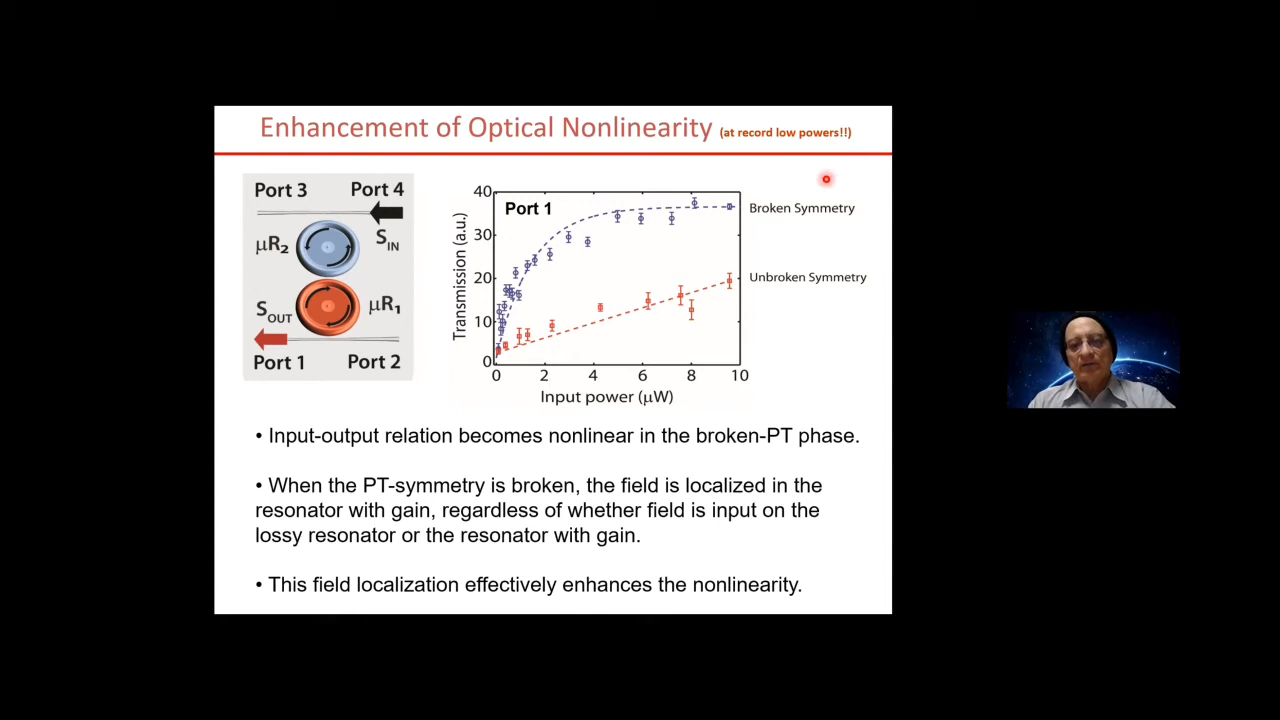 Enhancement of Optical Nonlinearity (at record low powers!!)
Port 3 Port 4
μR2
SIN
SOUT
μR1
Port 1 Port 2
Port 1
Transmission (a.u.)
40
30
20
10
0
0 2 4 6 8 10
Input power (μW)
Broken Symmetry
Unbroken Symmetry
• Input-output relation becomes nonlinear in the broken-PT phase.
• When the PT-symmetry is broken, the field is localized in the
resonator with gain, regardless of whether field is input on the
lossy resonator or the resonator with gain.
• This field localization effectively enhances the nonlinearity.